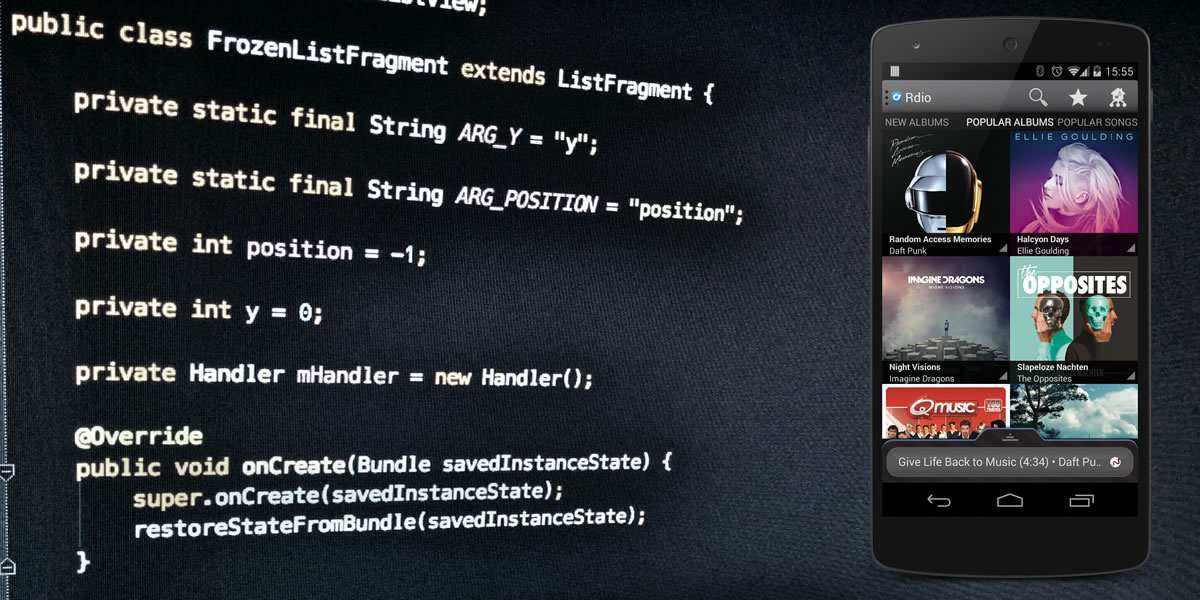 public class FrozenListFragment extends ListFragment {
private static final String ARG_Y = "y";
private static final String ARG_POSITION = "position";
private int position = -1;
private int y = 0;
private Handler mHandler = new Handler();
@Override
public void onCreate(Bundle savedInstanceState) {
super.onCreate(savedInstanceState);
restoreStateFromBundle(savedInstanceState);
}
15:55
Rdio
NEW ALBUMS POPULAR ALBUMS POPULAR SONGS
Random Access Memories
ELLIE GOULDING
Random Access Memories
Daft Punk
Halcyon Days
Ellie Goulding
IMAGINE DRAGONS
NIGHT VISIONS
the
OPPOSITES
Night Visions
Imagine Dragons
Slapeloze Nachten
The Opposites
Qmusic
Give Life Back to Music (4:34) • Daft Pu..